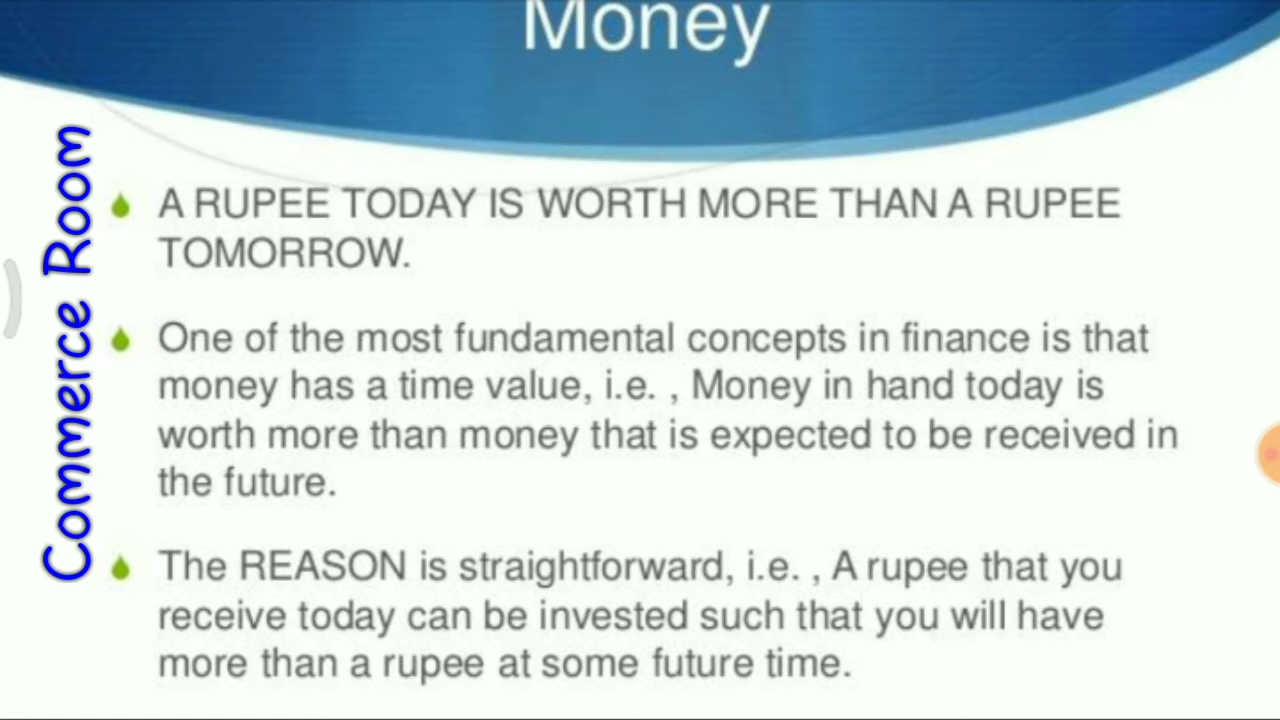 Money
Commerce Room
A RUPEE TODAY IS WORTH MORE THAN A RUPEE
TOMORROW.
One of the most fundamental concepts in finance is that
money has a time value, i.e. , Money in hand today is
worth more than money that is expected to be received in
the future.
The REASON is straightforward, i.e. , A rupee that you
receive today can be invested such that you will have
more than a rupee at some future time.